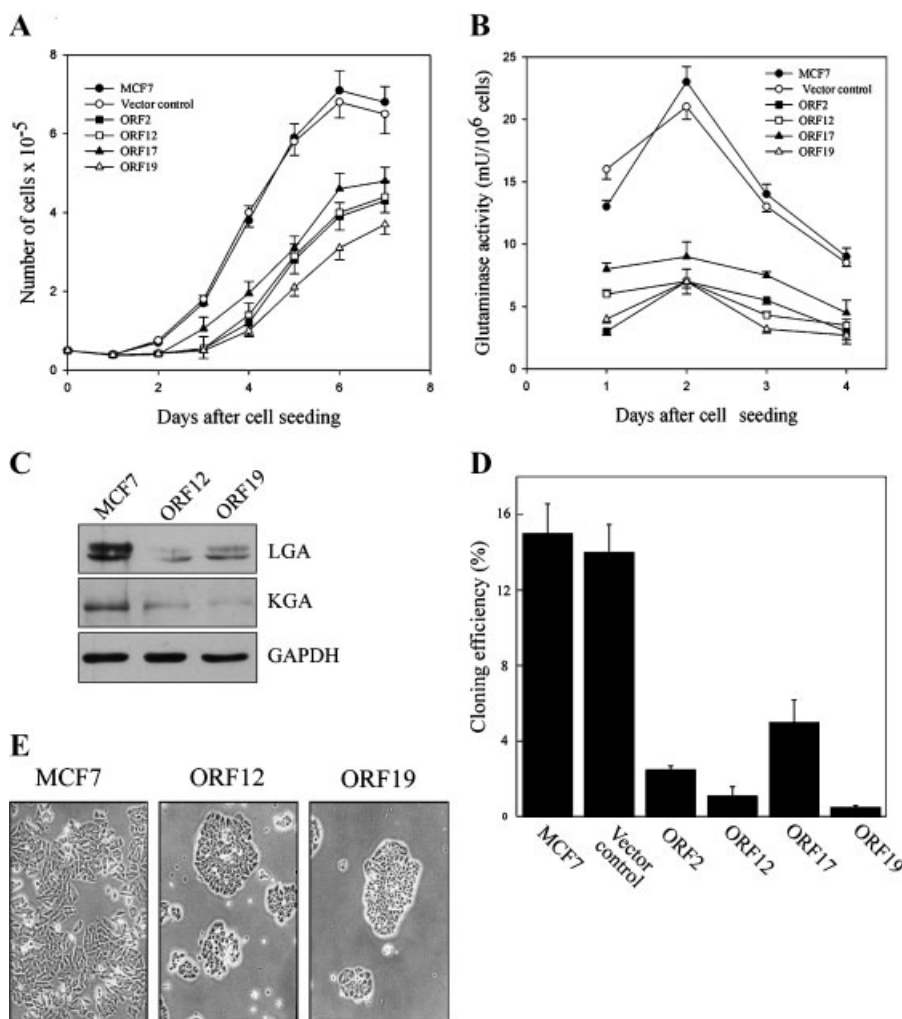 A
8
6
4
2
0
Number of cells x 10-5
MCF7
Vector control
ORF2
ORF12
ORF17
ORF19
0 2 4 6 8
Days after cell seeding
B
25
20
15
10
5
0
Glutaminase activity (mU/10⁶ cells)
MCF7
Vector control
ORF2
ORF12
ORF17
ORF19
1 2 3 4
Days after cell seeding
C
MCF7 ORF12 ORF19
LGA
KGA
GAPDH
D
16
12
8
4
0
Cloning efficiency (%)
MCF7
Vector
control
ORF2
ORF12
ORF17
ORF19
E
MCF7 ORF12 ORF19